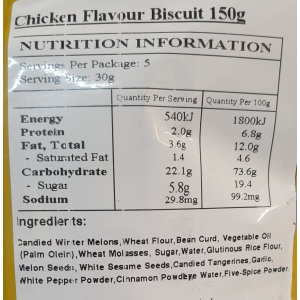 Chicken Flavour Biscuit 150g
NUTRITION INFORMATION
Servings Per Package: 5
Serving Size: 30g
Quantity Per Serving Quantity Per 100g
Energy 540kJ 1800kJ
Protein 2.0g 6.8g
Fat, Total 3.6g 12.0g
- Saturated Fat 1.4 4.6
Carbohydrate 22.1g 73.6g
- Sugar 5.8g 19.4
Sodium 29.8mg 99.2mg
Ingredients:
Candied Winter Melons,Wheat Flour,Bean Curd, Vegetable Oil
(Palm Olein),Wheat Molasses, Sugar,Water,Glutinous Rice Flour,
Melon Seeds, White Sesame Seeds,Candied Tangerines,Garlic,
White Pepper Powder,Cinnamon Powder,Water,Five-Spice Powder.